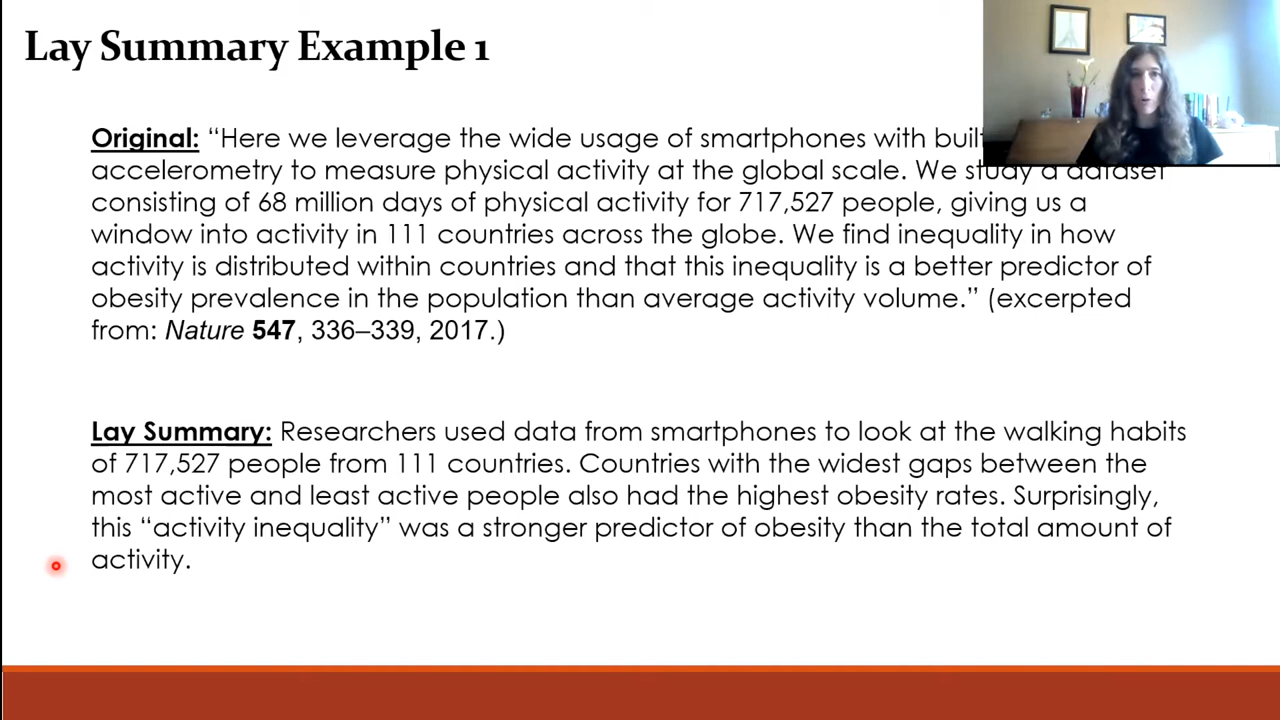 Lay Summary Example 1
Original: “Here we leverage the wide usage of smartphones with built
accelerometry to measure physical activity at the global scale. We study a dataset
consisting of 68 million days of physical activity for 717,527 people, giving us a
window into activity in 111 countries across the globe. We find inequality in how
activity is distributed within countries and that this inequality is a better predictor of
obesity prevalence in the population than average activity volume.” (excerpted
from: Nature 547, 336–339, 2017.)
Lay Summary: Researchers used data from smartphones to look at the walking habits
of 717,527 people from 111 countries. Countries with the widest gaps between the
most active and least active people also had the highest obesity rates. Surprisingly,
this “activity inequality” was a stronger predictor of obesity than the total amount of
activity.